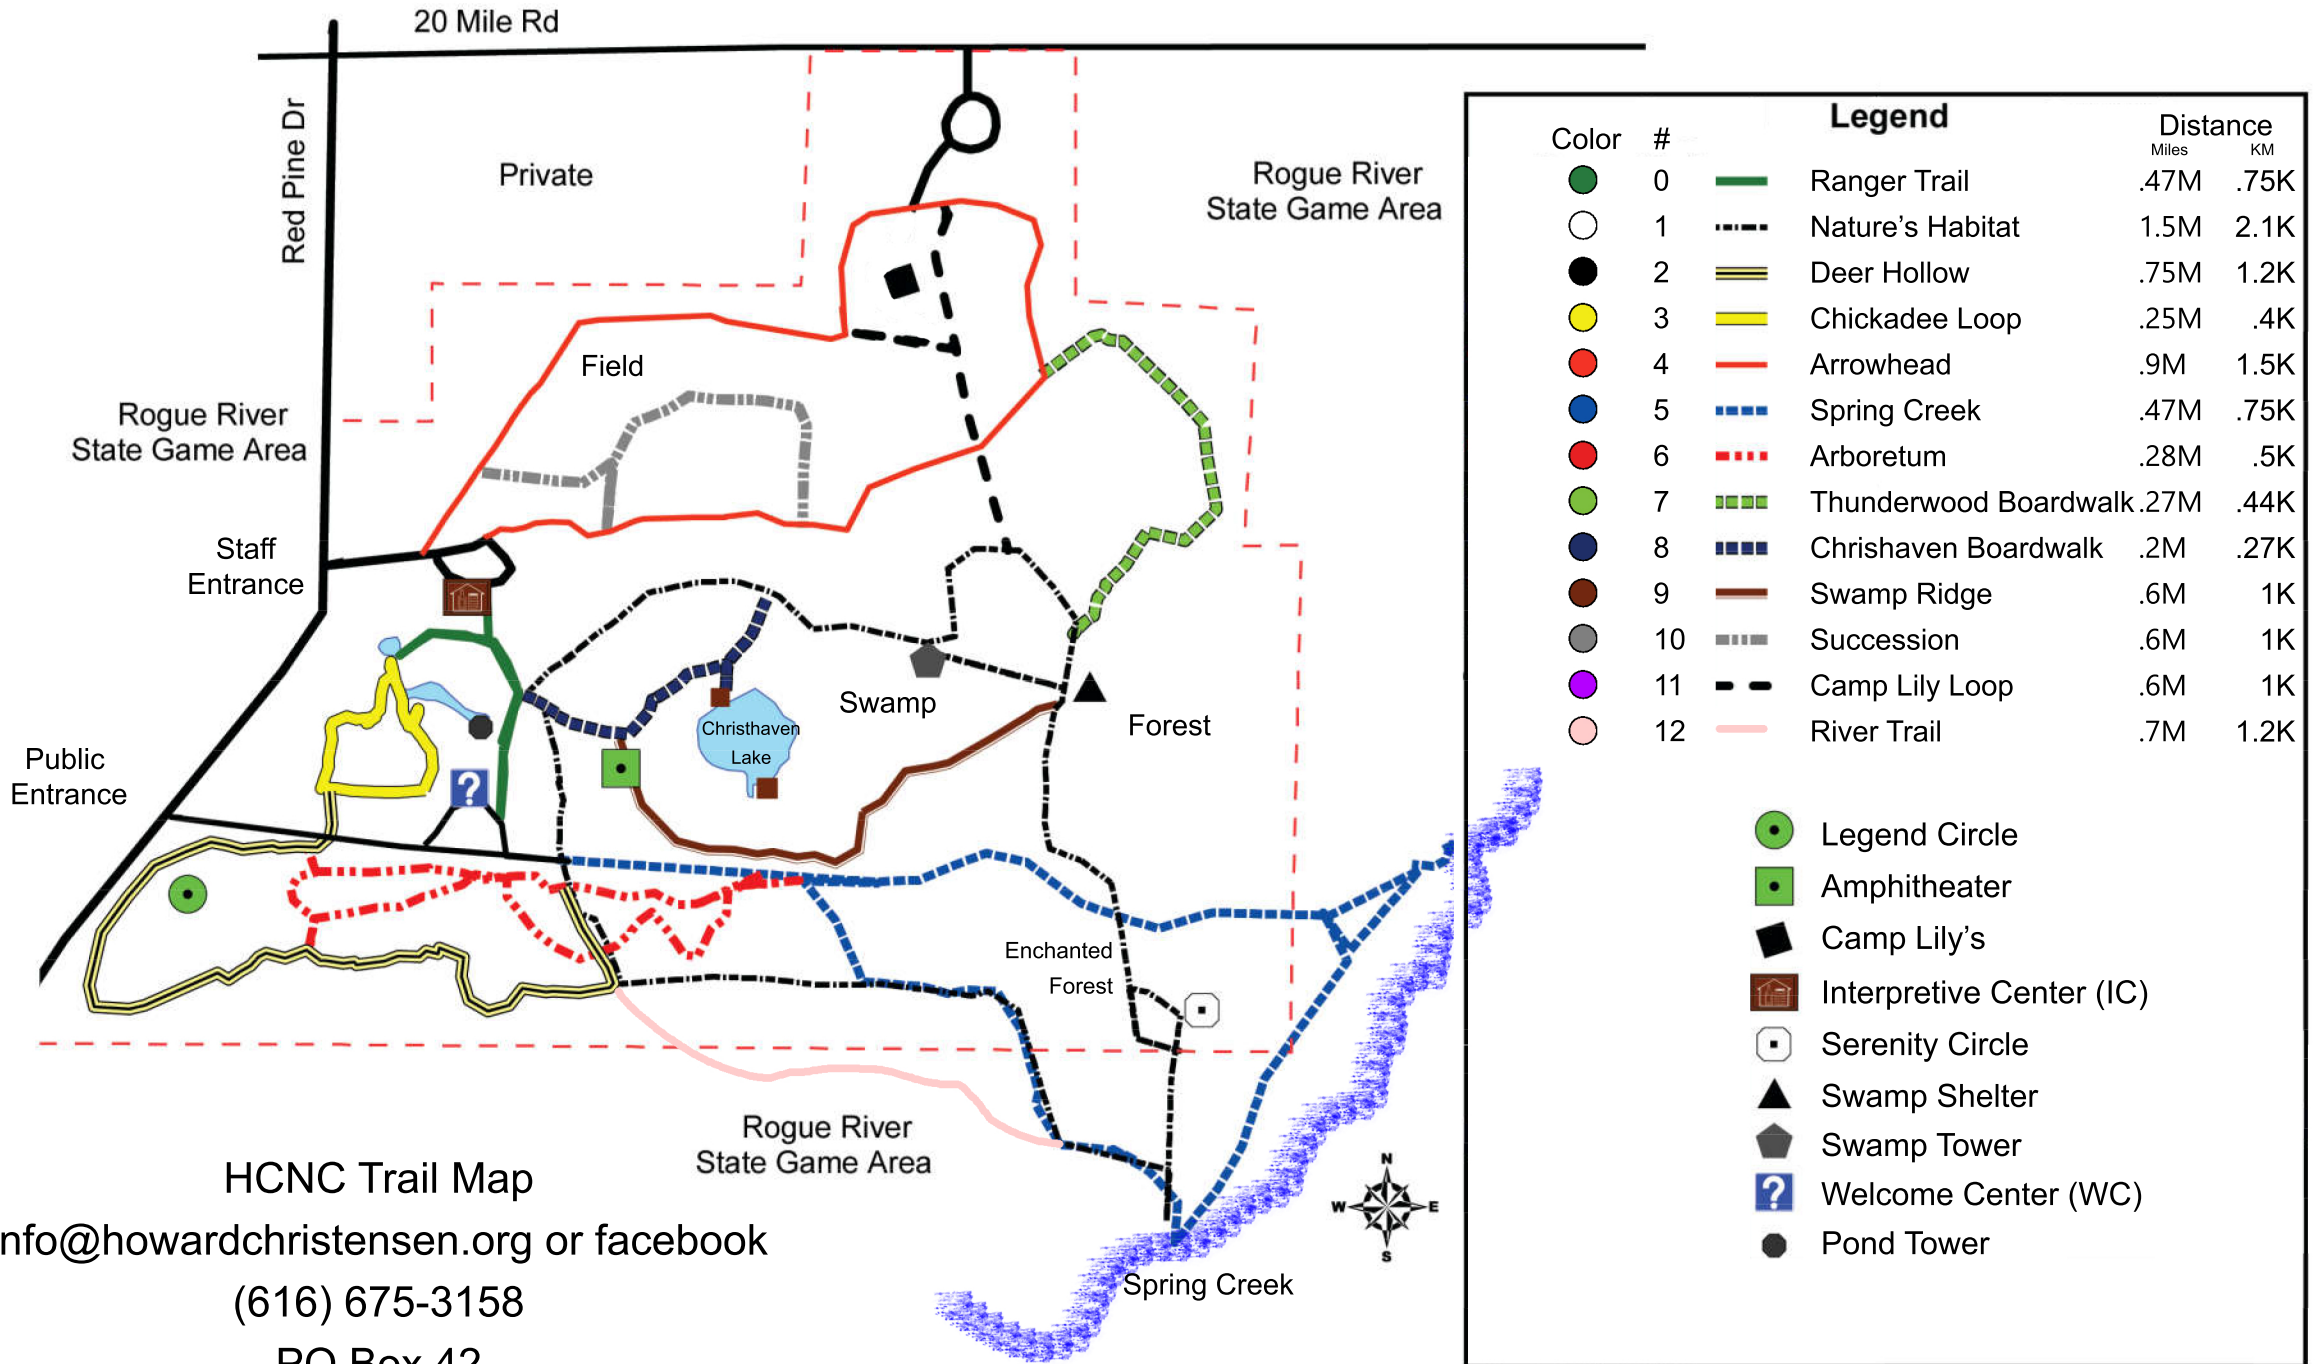 20 Mile Rd
Red Pine Dr
Private
Rogue River
State Game Area
Field
Rogue River
State Game Area
Staff
Entrance
Swamp
Christhaven
Lake
Forest
Public
Entrance
Enchanted
Forest
Rogue River
State Game Area
N
W E
S
Spring Creek
HCNC Trail Map
nfo@howardchristensen.org or facebook
(616) 675-3158
PO Box 42
Legend
Color # Distance
Miles KM
0 Ranger Trail .47M .75K
1 Nature's Habitat 1.5M 2.1K
2 Deer Hollow .75M 1.2K
3 Chickadee Loop .25M .4K
4 Arrowhead .9M 1.5K
5 Spring Creek .47M .75K
6 Arboretum .28M .5K
7 Thunderwood Boardwalk .27M .44K
8 Chrishaven Boardwalk .2M .27K
9 Swamp Ridge .6M 1K
10 Succession .6M 1K
11 Camp Lily Loop .6M 1K
12 River Trail .7M 1.2K
Legend Circle
Amphitheater
Camp Lily's
Interpretive Center (IC)
Serenity Circle
Swamp Shelter
Swamp Tower
? Welcome Center (WC)
Pond Tower
?